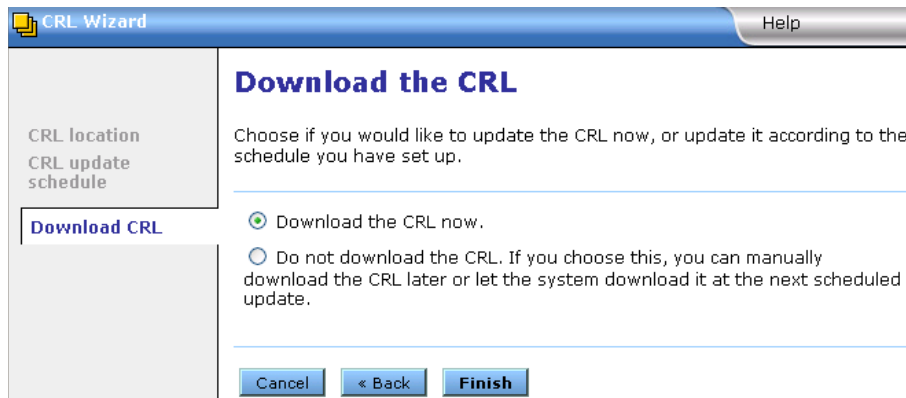 CRL Wizard
Help
Download the CRL
CRL location
CRL update
schedule
Download CRL
Choose if you would like to update the CRL now, or update it according to the
schedule you have set up.
Download the CRL now.
Do not download the CRL. If you choose this, you can manually
download the CRL later or let the system download it at the next scheduled
update.
Cancel
« Back
Finish